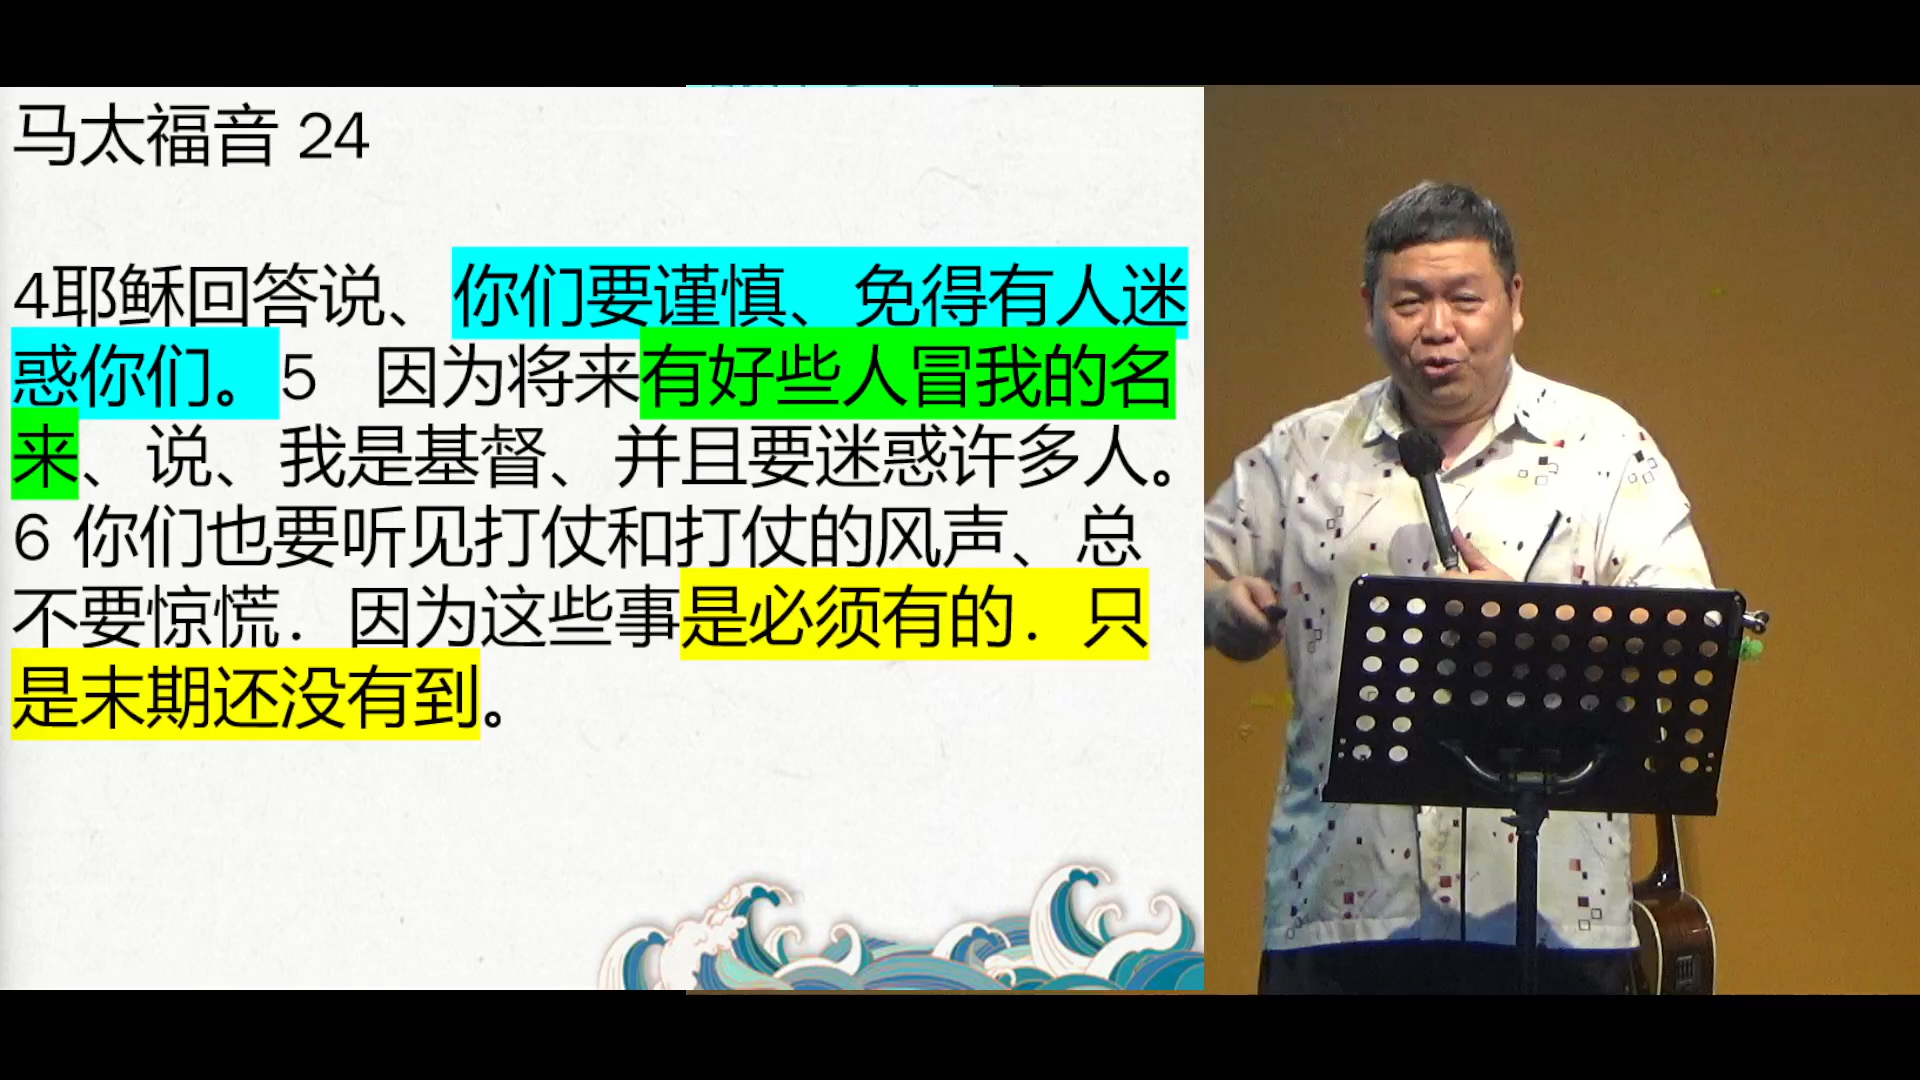 马太福音 24
4耶稣回答说、你们要谨慎、免得有人迷
惑你们。5 因为将来有好些人冒我的名
来、说、我是基督、并且要迷惑许多人。
6 你们也要听见打仗和打仗的风声、总
不要惊慌．因为这些事是必须有的．只
是末期还没有到。